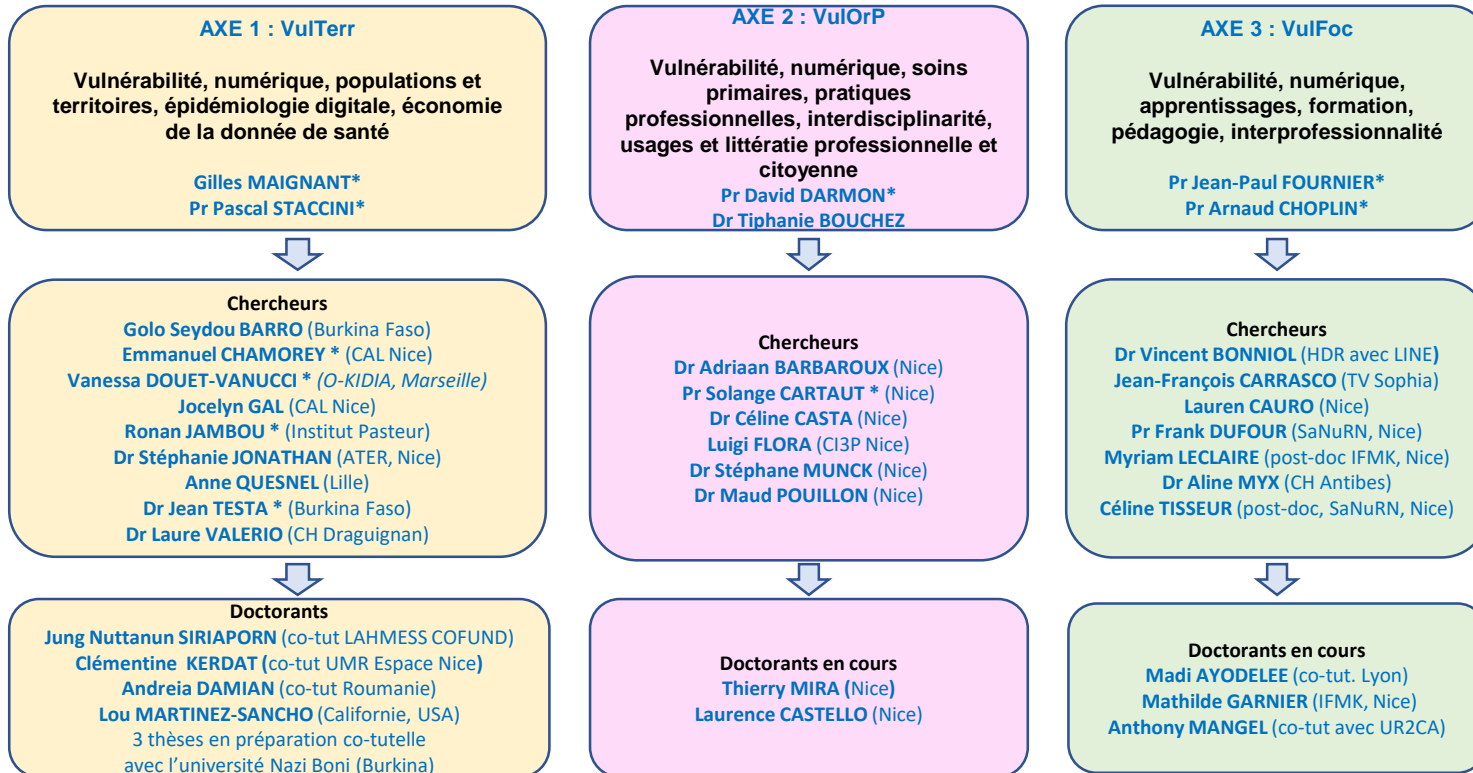 AXE 1 : VulTerr
Vulnérabilité, numérique, populations et
territoires, épidémiologie digitale, économie
de la donnée de santé
Gilles MAIGNANT*
Pr Pascal STACCINI*
Chercheurs
Golo Seydou BARRO (Burkina Faso)
Emmanuel CHAMOREY * (CAL Nice)
Vanessa DOUET-VANUCCI * (O-KIDIA, Marseille)
Jocelyn GAL (CAL Nice)
Ronan JAMBOU * (Institut Pasteur)
Dr Stéphanie JONATHAN (ATER, Nice)
Anne QUESNEL (Lille)
Dr Jean TESTA * (Burkina Faso)
Dr Laure VALERIO (CH Draguignan)
Doctorants
Jung Nuttanun SIRIAPORN (co-tut LAHMESS COFUND)
Clémentine KERDAT (co-tut UMR Espace Nice)
Andreia DAMIAN (co-tut Roumanie)
Lou MARTINEZ-SANCHO (Californie, USA)
3 thèses en préparation co-tutelle
avec l'université Nazi Boni (Burkina)
AXE 2 : VulOrP
Vulnérabilité, numérique, soins
primaires, pratiques
professionnelles, interdisciplinarité,
usages et littératie professionnelle et
citoyenne
Pr David DARMON*
Dr Tiphanie BOUCHEZ
Chercheurs
Dr Adriaan BARBAROUX (Nice)
Pr Solange CARTAUT * (Nice)
Dr Céline CASTA (Nice)
Luigi FLORA (CI3P Nice)
Dr Stéphane MUNCK (Nice)
Dr Maud POUILLON (Nice)
Doctorants en cours
Thierry MIRA (Nice)
Laurence CASTELLO (Nice)
AXE 3 : VulFoc
Vulnérabilité, numérique,
apprentissages, formation,
pédagogie, interprofessionnalité
Pr Jean-Paul FOURNIER*
Pr Arnaud CHOPLIN*
Chercheurs
Dr Vincent BONNIOL (HDR avec LINE)
Jean-François CARRASCO (TV Sophia)
Lauren CAURO (Nice)
Pr Frank DUFOUR (SaNuRN, Nice)
Myriam LECLAIRE (post-doc IFMK, Nice)
Dr Aline MYX (CH Antibes)
Céline TISSEUR (post-doc, SaNuRN, Nice)
Doctorants en cours
Madi AYODELEE (co-tut. Lyon)
Mathilde GARNIER (IFMK, Nice)
Anthony MANGEL (co-tut avec UR2CA)